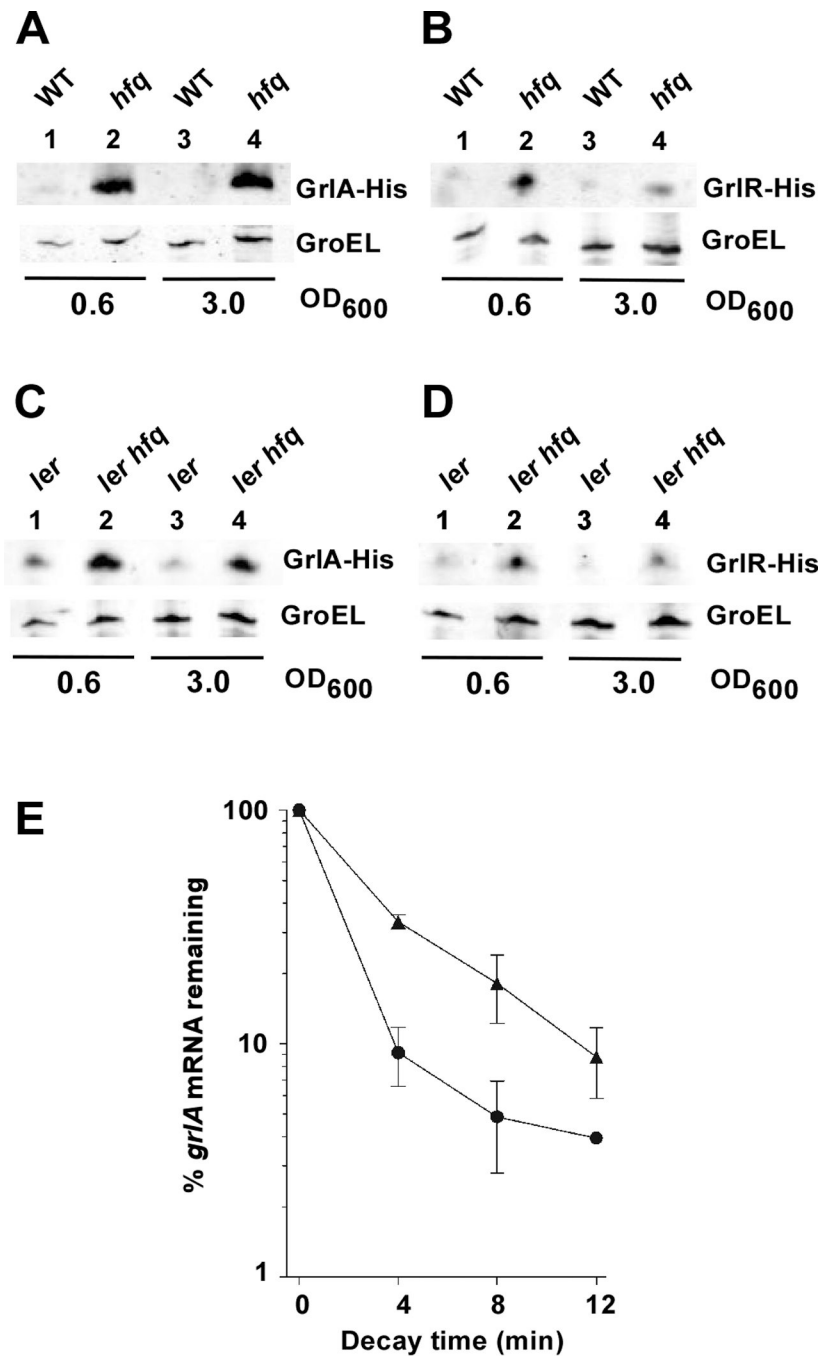 A
WT hfq WT hfq
1 2 3 4
GrlA-His
GroEL
0.6 3.0 OD600
B
WT hfq WT hfq
1 2 3 4
GrlR-His
GroEL
0.6 3.0 OD600
C
ler ler hfq ler ler hfq
1 2 3 4
GrlA-His
GroEL
0.6 3.0 OD600
D
ler ler hfq ler ler hfq
1 2 3 4
GrlR-His
GroEL
0.6 3.0 OD600
E
% grlA mRNA remaining
100
10
1
0 4 8 12
Decay time (min)